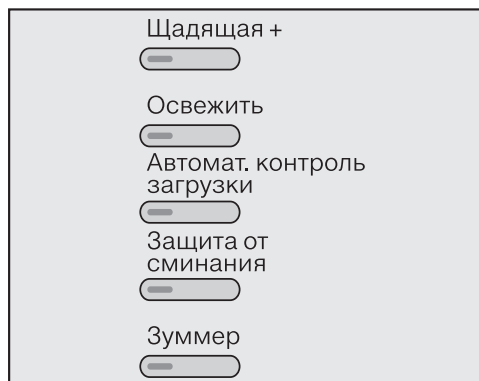 Щадящая +
Освежить
Автомат. контроль
загрузки
Защита от
сминания
Зуммер